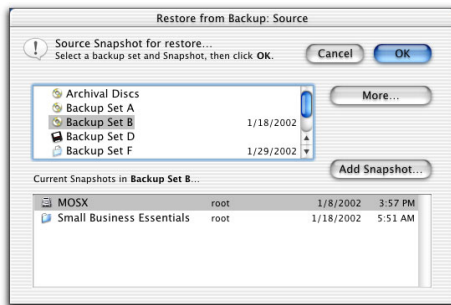 Restore from Backup: Source
Source Snapshot for restore...
Select a backup set and Snapshot, then click OK.
Cancel
OK
Archival Discs
Backup Set A
Backup Set B 1/18/2002
Backup Set D
Backup Set F 1/29/2002
More...
Add Snapshot...
Current Snapshots in Backup Set B...
MOSX root 1/8/2002 3:57 PM
Small Business Essentials root 1/18/2002 5:51 AM